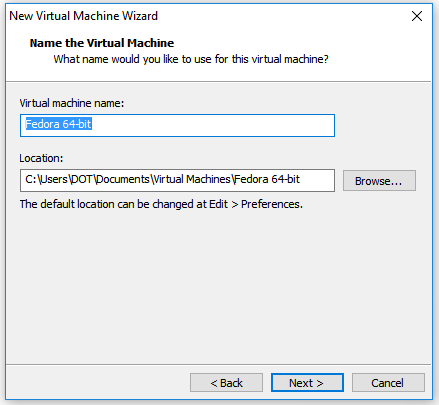 New Virtual Machine Wizard
Name the Virtual Machine
What name would you like to use for this virtual machine?
Virtual machine name:
Fedora 64-bit
Location:
C:\Users\DOT\Documents\Virtual Machines\Fedora 64-bit
Browse...
The default location can be changed at Edit > Preferences.
< Back Next > Cancel